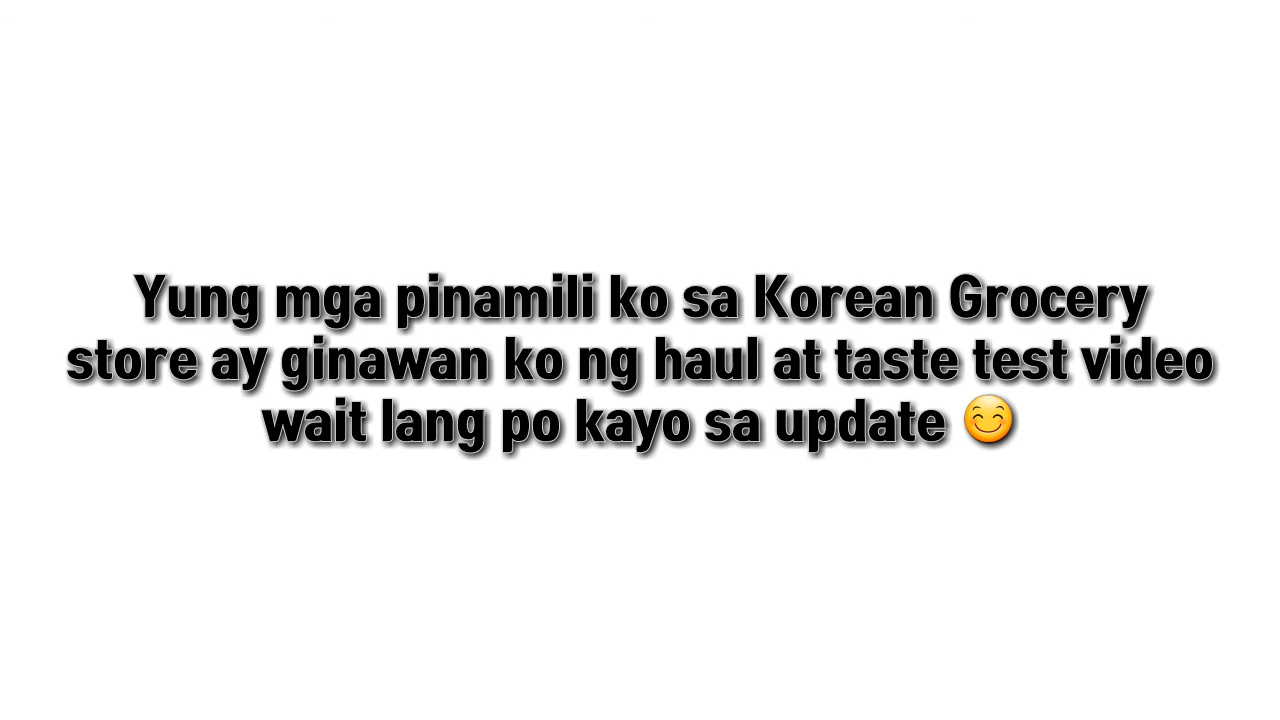 Yung mga pinamili ko sa Korean Grocery
store ay ginawan ko ng haul at taste test video
wait lang po kayo sa update 😊